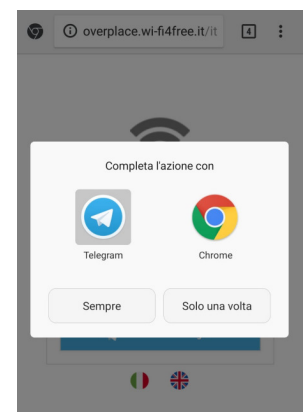 overplace.wi-fi4free.it/it
4
Completa l'azione con
Telegram
Chrome
Sempre
Solo una volta